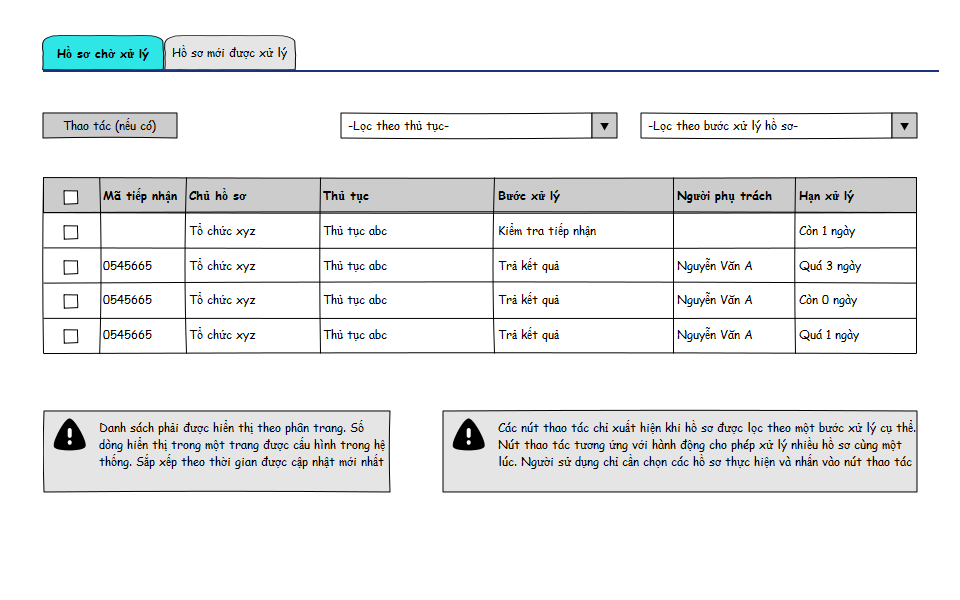 Hồ sơ chờ xử lý Hồ sơ mới được xử lý
Thao tác (nếu có) -Lọc theo thủ tục- -Lọc theo bước xử lý hồ sơ-
Mã tiếp nhận Chủ hồ sơ Thủ tục Bước xử lý Người phụ trách Hạn xử lý
Tổ chức xyz Thủ tục abc Kiểm tra tiếp nhận Còn 1 ngày
0545665 Tổ chức xyz Thủ tục abc Trả kết quả Nguyễn Văn A Quá 3 ngày
0545665 Tổ chức xyz Thủ tục abc Trả kết quả Nguyễn Văn A Còn 0 ngày
0545665 Tổ chức xyz Thủ tục abc Trả kết quả Nguyễn Văn A Quá 1 ngày
Danh sách phải được hiển thị theo phân trang. Số
dòng hiển thị trong một trang được cấu hình trong hệ
thống. Sắp xếp theo thời gian được cập nhật mới nhất
Các nút thao tác chỉ xuất hiện khi hồ sơ được lọc theo một bước xử lý cụ thể.
Nút thao tác tương ứng với hành động cho phép xử lý nhiều hồ sơ cùng một
lúc. Người sử dụng chỉ cần chọn các hồ sơ thực hiện và nhấn vào nút thao tác